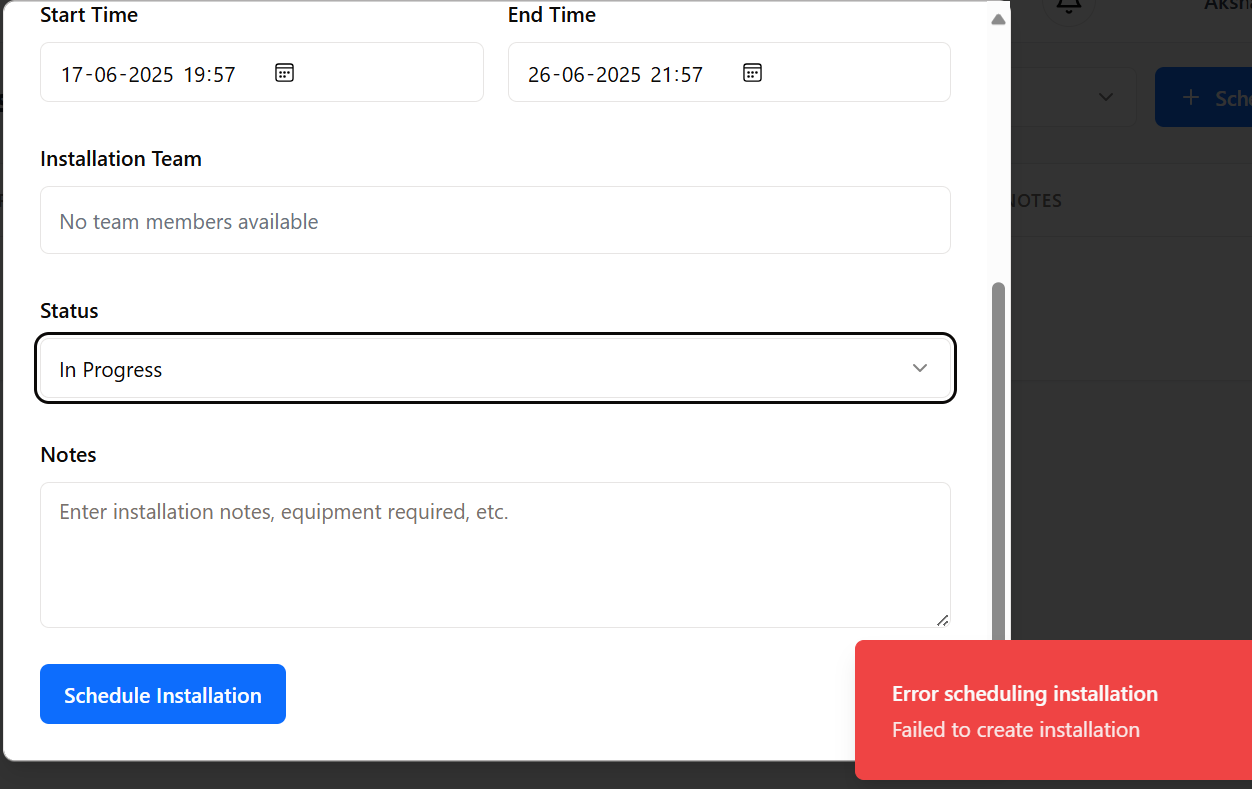 Start Time End Time
17-06-2025 19:57 26-06-2025 21:57
+ Sch
Installation Team
NOTES
No team members available
Status
In Progress
Notes
Enter installation notes, equipment required, etc.
Schedule Installation
Error scheduling installation
Failed to create installation